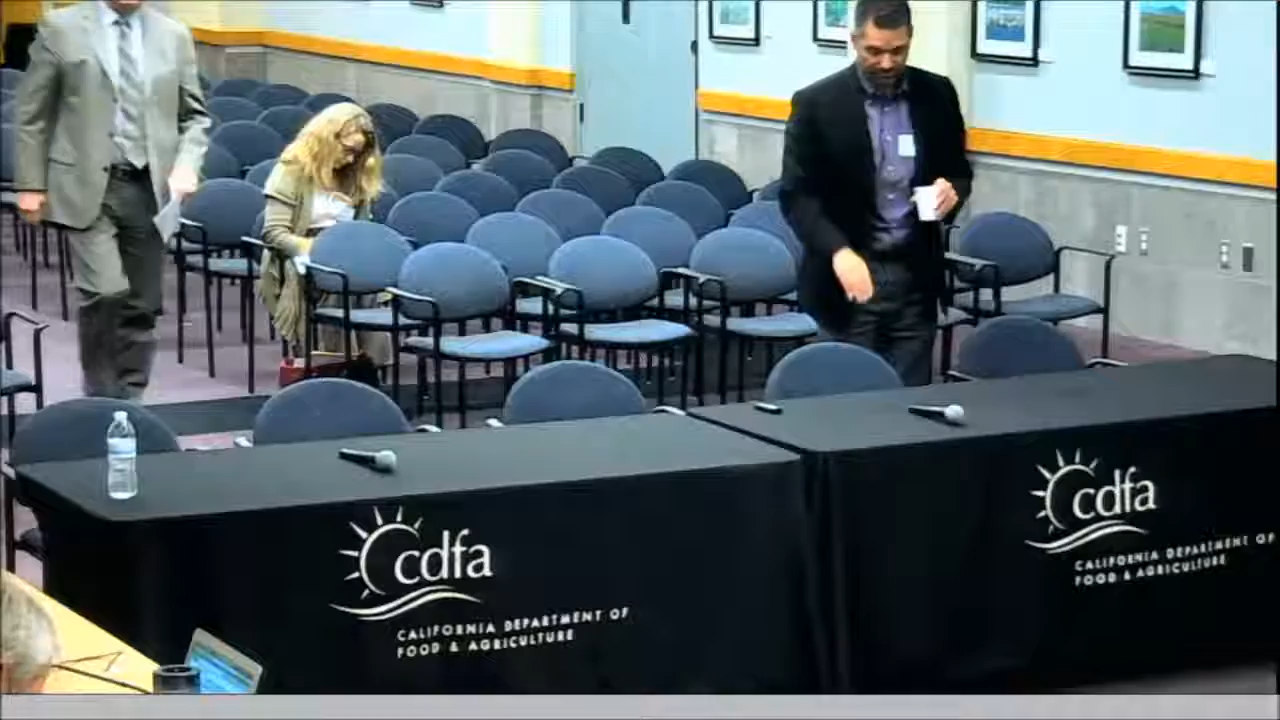 cdfa
CALIFORNIA DEPARTMENT OF
FOOD & AGRICULTURE
cdfa
CALIFORNIA DEPARTMENT OF
FOOD & AGRICULTURE